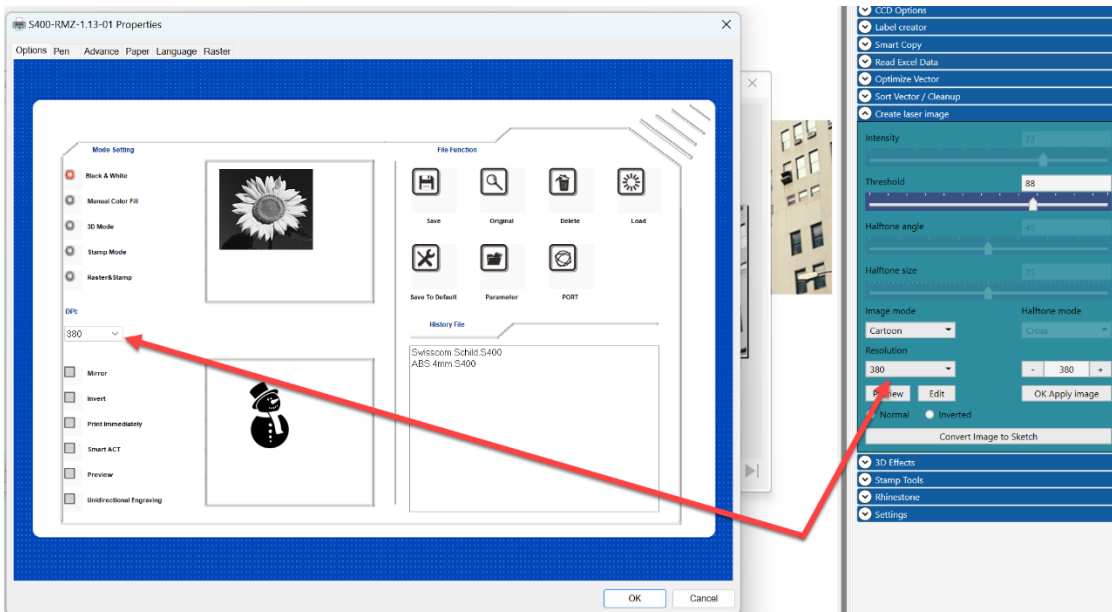 S400-RMZ-1.13-01 Properties
Options Pen Advance Paper Language Raster
Mode Setting
Black & White
Manual Color Fill
3D Mode
Stamp Mode
Raster&Stamp
DPI:
380
Mirror
Invert
Print Immediately
Smart ACT
Preview
Unidirectional Engraving
File Function
Save Original Delete Load
Save To Default Parameter PORT
History File
Swisscom Schild.S400
ABS 4mm.S400
OK Cancel
CCD Options
Label creator
Smart Copy
Read Excel Data
Optimize Vector
Sort Vector / Cleanup
Create laser image
Intensity 73
Threshold 88
Halftone angle 45
Halftone size 25
Image mode Halftone mode
Cartoon Cross
Resolution
380 - 380 +
Edit OK Apply image
Normal Inverted
Convert Image to Sketch
3D Effects
Stamp Tools
Rhinestone
Settings